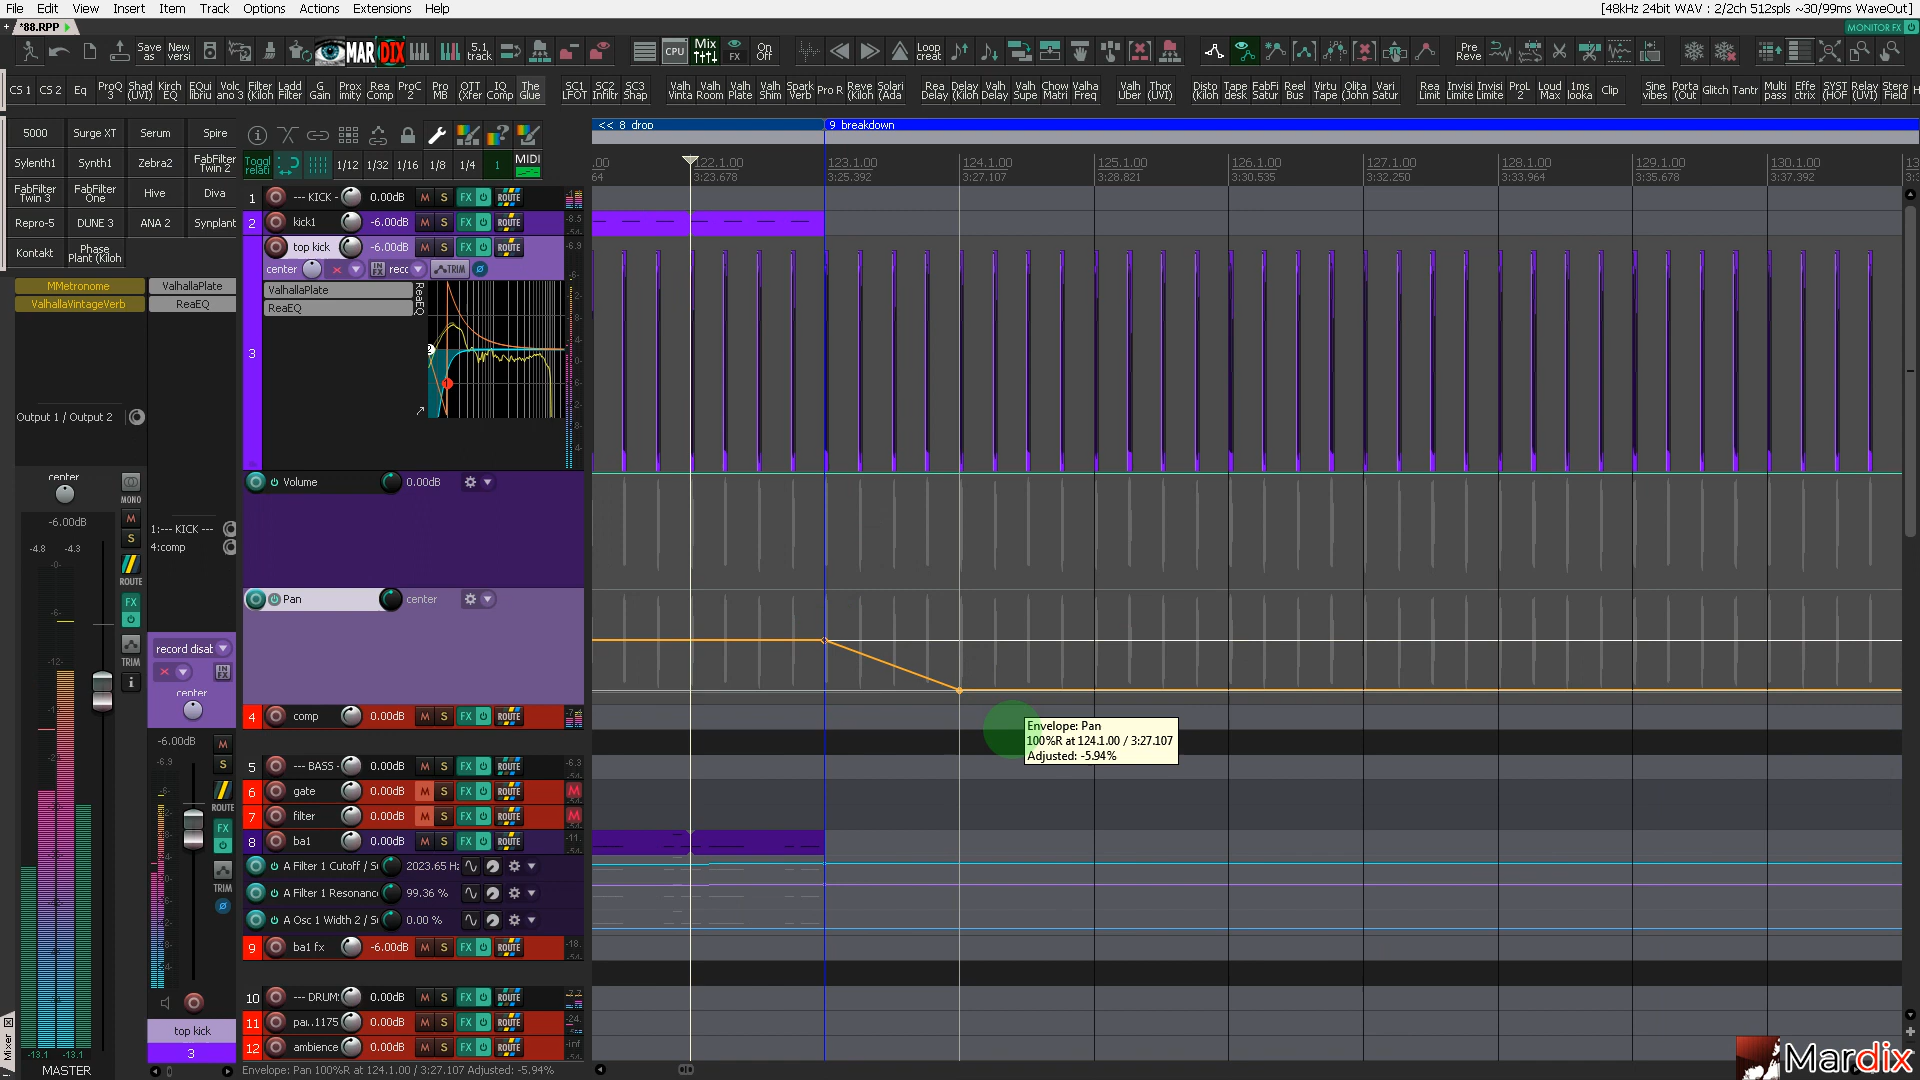 File Edit View Insert Item Track Options Actions Extensions Help
[48kHz 24bit WAV : 2/2ch 512spls ~30/99ms WaveOut]
*88.RPP
MONITOR FX
Save as
New versi
MARDIX
5.1 track
CPU
Mix
FX
On Off
Loop creat
Pre Reve
CS 1 CS 2 Eq
ProQ 3
Shad (UVI)
Kirch EQ
EQui libriu
Volc ano 3
Filter (Kiloh
Ladd Filter
G Gain
Prox imity
Rea Comp
ProC 2
Pro MB
OTT (Xfer
IQ Comp
The Glue
SC1 LFOT
SC2 Infiltr
SC3 Shap
Valh Vinta
Valh Room
Valh Plate
Valh Shim
Spark Verb
Pro R
Reve (Kiloh
Solari (Ada
Rea Delay
Delay (Kiloh
Valh Delay
Valh Supe
Chow Matri
Valha Freq
Valh Uber
Thor (UVI)
Disto (Kiloh
Tape desk
FabFi Satur
Reel Bus
Virtu Tape
Olita (John
Vari Satur
Rea Limit
Invisi Limite
Invisi Limite
ProL 2
Loud Max
1ms looka
Clip
Sine vibes
Porta (Out
Glitch
Tantr
Multi pass
Effe ctrix
SYST (HOF
Relay (UVI)
Stere Field
5000 Surge XT Serum Spire
Sylenth1 Synth1 Zebra2 FabFilter Twin 2
FabFilter Twin 3 FabFilter One Hive Diva
Repro-5 DUNE 3 ANA 2 Synplant
Kontakt Phase Plant (Kiloh
Toggl relati
1/12 1/32 1/16 1/8 1/4 1 MIDI
<< 8 drop
9 breakdown
.00 122.1.00 123.1.00 124.1.00 125.1.00 126.1.00 127.1.00 128.1.00 129.1.00 130.1.00 13
64 3:23.678 3:25.392 3:27.107 3:28.821 3:30.535 3:32.250 3:33.964 3:35.678 3:37.392 3:3
1 --- KICK - 0.00dB M S FX ROUTE
2 kick1 -6.00dB M S FX ROUTE
top kick -6.00dB M S FX ROUTE
center IN FX rec TRIM
3
ValhallaPlate
ReaEQ
ReaEQ
Volume 0.00dB
Pan center
4 comp 0.00dB M S FX ROUTE
5 --- BASS - 0.00dB M S FX ROUTE
6 gate 0.00dB M S FX ROUTE M
7 filter 0.00dB M S FX ROUTE M
8 ba1 0.00dB M S FX ROUTE
A Filter 1 Cutoff / S 2023.65 Hz
A Filter 1 Resonanc 99.36 %
A Osc 1 Width 2 / S 0.00 %
9 ba1 fx -6.00dB M S FX ROUTE
10 --- DRUM 0.00dB M S FX ROUTE
11 pa..1175 0.00dB M S FX ROUTE
12 ambience 0.00dB M S FX ROUTE
MMetronome
ValhallaVintageVerb
ValhallaPlate
ReaEQ
Output 1 / Output 2
center
-6.00dB
-4.8 -4.3
MONO
M
S
ROUTE
FX
TRIM
1:--- KICK ---
4:comp
record disat
IN FX
center
-6.00dB
-6.9
M
S
ROUTE
FX
TRIM
top kick
3
-13.1 -13.1
MASTER
Mixer
Envelope: Pan
100%R at 124.1.00 / 3:27.107
Adjusted: -5.94%
Envelope: Pan 100%R at 124.1.00 / 3:27.107 Adjusted: -5.94%
Mardix